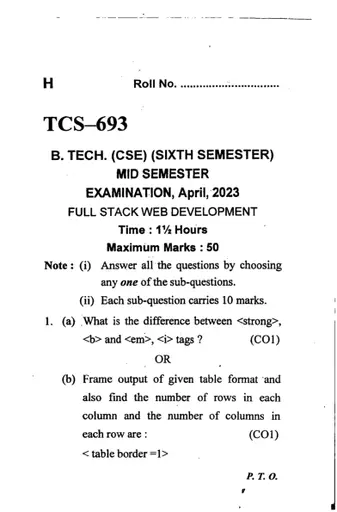 H Roll No. ................................
TCS–693
B. TECH. (CSE) (SIXTH SEMESTER)
MID SEMESTER
EXAMINATION, April, 2023
FULL STACK WEB DEVELOPMENT
Time : 1½ Hours
Maximum Marks : 50
Note : (i) Answer all the questions by choosing
any one of the sub-questions.
(ii) Each sub-question carries 10 marks.
1. (a) What is the difference between <strong>,
<b> and <em>, <i> tags ? (CO1)
OR
(b) Frame output of given table format and
also find the number of rows in each
column and the number of columns in
each row are : (CO1)
< table border =1>
P. T. O.